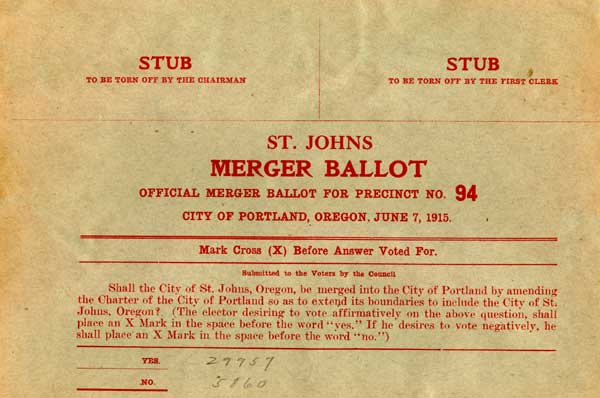 STUB
TO BE TORN OFF BY THE CHAIRMAN
STUB
TO BE TORN OFF BY THE FIRST CLERK
ST. JOHNS
MERGER BALLOT
OFFICIAL MERGER BALLOT FOR PRECINCT NO. 94
CITY OF PORTLAND, OREGON, JUNE 7, 1915.
Mark Cross (X) Before Answer Voted For.
Submitted to the Voters by the Council
Shall the City of St. Johns, Oregon, be merged into the City of Portland by amending
the Charter of the City of Portland so as to extend its boundaries to include the City of St.
Johns, Oregon? (The elector desiring to vote affirmatively on the above question, shall
place an X Mark in the space before the word "yes." If he desires to vote negatively, he
shall place an X Mark in the space before the word "no.")
YES. 29957
NO. 5860